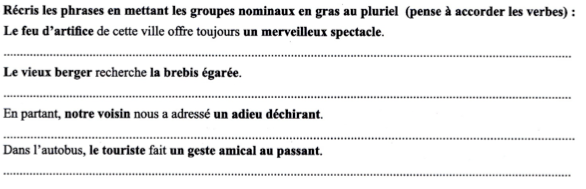 Récris les phrases en mettant les groupes nominaux en gras au pluriel (pense à accorder les verbes) :
Le feu d'artifice de cette ville offre toujours un merveilleux spectacle.
Le vieux berger recherche la brebis égarée.
En partant, notre voisin nous a adressé un adieu déchirant.
Dans l'autobus, le touriste fait un geste amical au passant.